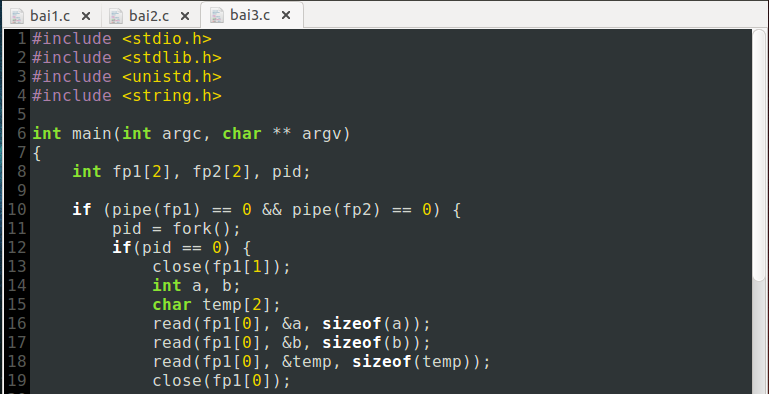 bai1.c × bai2.c × bai3.c ×
1 #include <stdio.h>
2 #include <stdlib.h>
3 #include <unistd.h>
4 #include <string.h>
5
6 int main(int argc, char ** argv)
7 {
8     int fp1[2], fp2[2], pid;
9
10     if (pipe(fp1) == 0 && pipe(fp2) == 0) {
11         pid = fork();
12         if(pid == 0) {
13             close(fp1[1]);
14             int a, b;
15             char temp[2];
16             read(fp1[0], &a, sizeof(a));
17             read(fp1[0], &b, sizeof(b));
18             read(fp1[0], &temp, sizeof(temp));
19             close(fp1[0]);